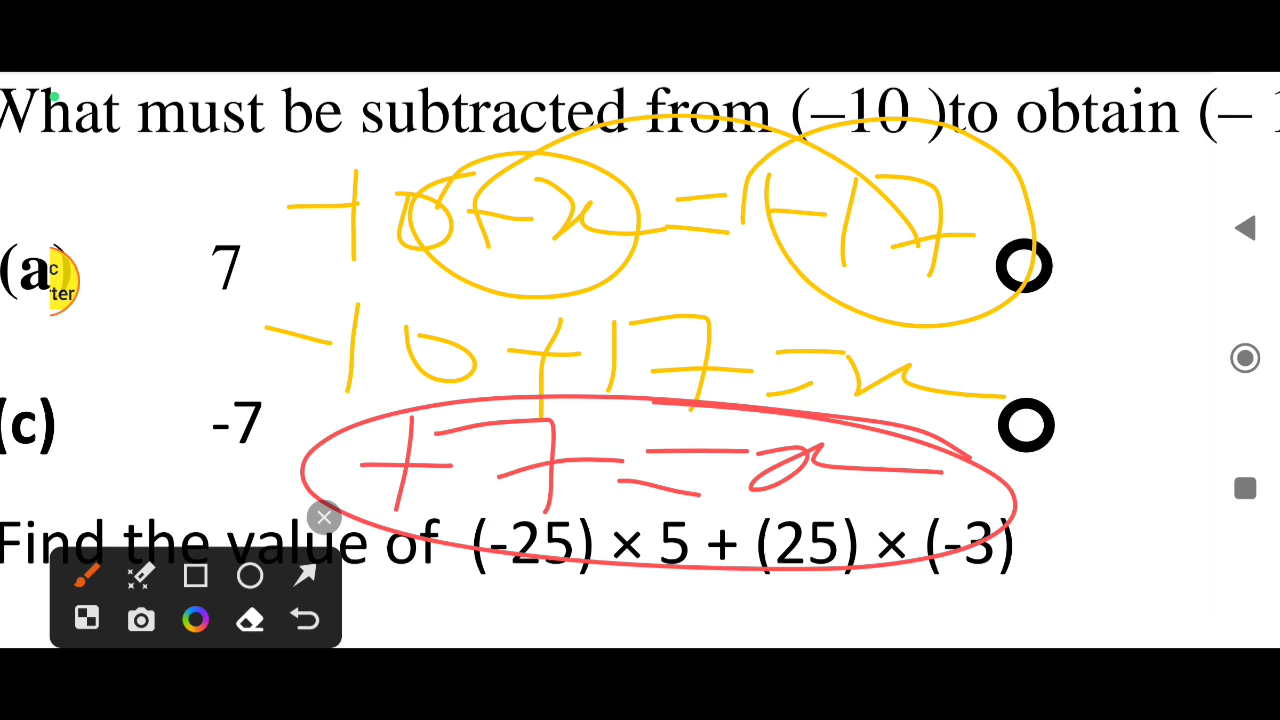 What must be subtracted from (–10 )to obtain (–
-10 - x = -17
(a) 7
-10 + 17 = x
(c) -7
+7 = x
Find the value of (-25) × 5 + (25) × (-3)